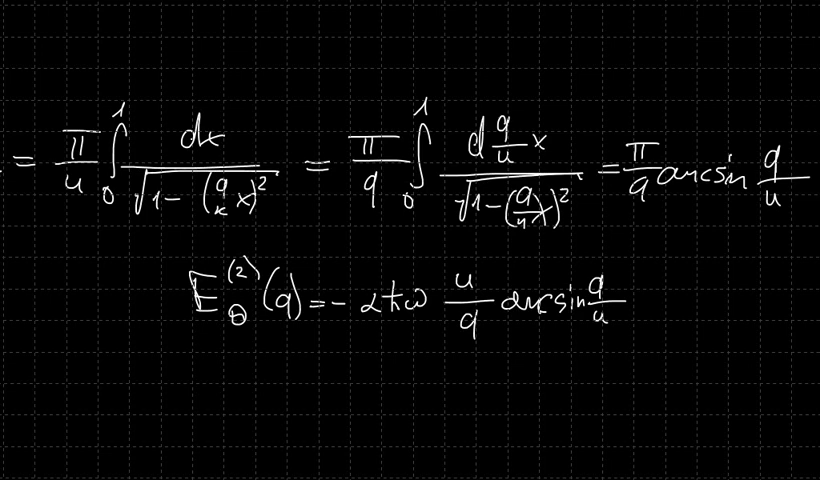 = π/u ∫₀¹ dx/√(1-(q/u x)²) = π/q ∫₀¹ d q/u x/√(1-(q/u x)²) = π/q arcsin q/u
E₀⁽²⁾(q) = - αħω u/q arcsin q/u